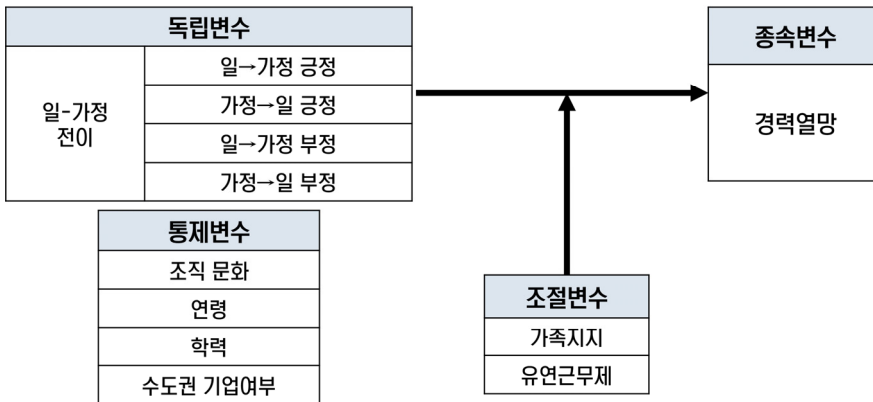 독립변수
일-가정
전이
일→가정 긍정
가정→일 긍정
일→가정 부정
가정→일 부정
종속변수
경력열망
통제변수
조직 문화
연령
학력
수도권 기업여부
조절변수
가족지지
유연근무제